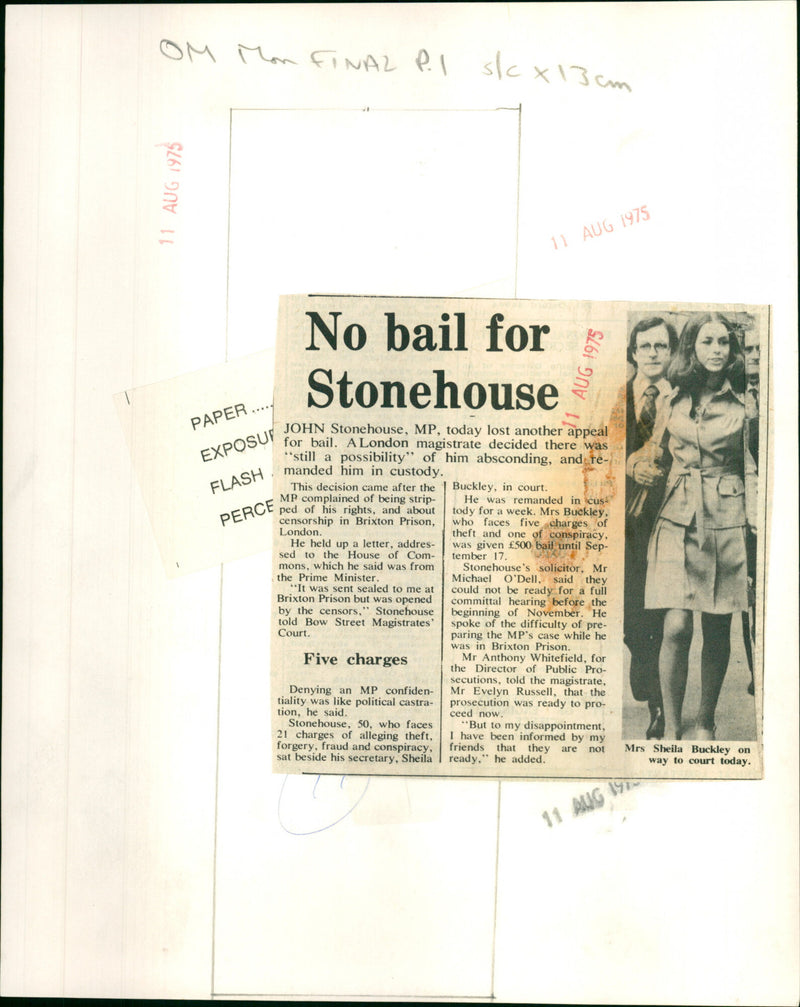 OM Mon FINAL P.1 s/c x 13cm
11 AUG 1975
11 AUG 1975
PAPER .....
EXPOSU
FLASH .
PERCE
No bail for
Stonehouse
11 AUG 1975
JOHN Stonehouse, MP, today lost another appeal
for bail. A London magistrate decided there was
"still a possibility" of him absconding, and re-
manded him in custody.
This decision came after the
MP complained of being strip-
ped of his rights, and about
censorship in Brixton Prison,
London.
He held up a letter, addres-
sed to the House of Com-
mons, which he said was from
the Prime Minister.
"It was sent sealed to me at
Brixton Prison but was opened
by the censors," Stonehouse
told Bow Street Magistrates'
Court.
Five charges
Denying an MP confiden-
tiality was like political castra-
tion, he said.
Stonehouse, 50, who faces
21 charges of alleging theft,
forgery, fraud and conspiracy,
sat beside his secretary, Sheila
Buckley, in court.
He was remanded in cus-
tody for a week. Mrs Buckley,
who faces five charges of
theft and one of conspiracy,
was given £500 bail until Sep-
tember 17.
Stonehouse's solicitor, Mr
Michael O'Dell, said they
could not be ready for a full
committal hearing before the
beginning of November. He
spoke of the difficulty of pre-
paring the MP's case while he
was in Brixton Prison.
Mr Anthony Whitefield, for
the Director of Public Pro-
secutions, told the magistrate,
Mr Evelyn Russell, that the
prosecution was ready to pro-
ceed now.
"But to my disappointment,
I have been informed by my
friends that they are not
ready," he added.
Mrs Sheila Buckley on
way to court today.
11 AUG 197